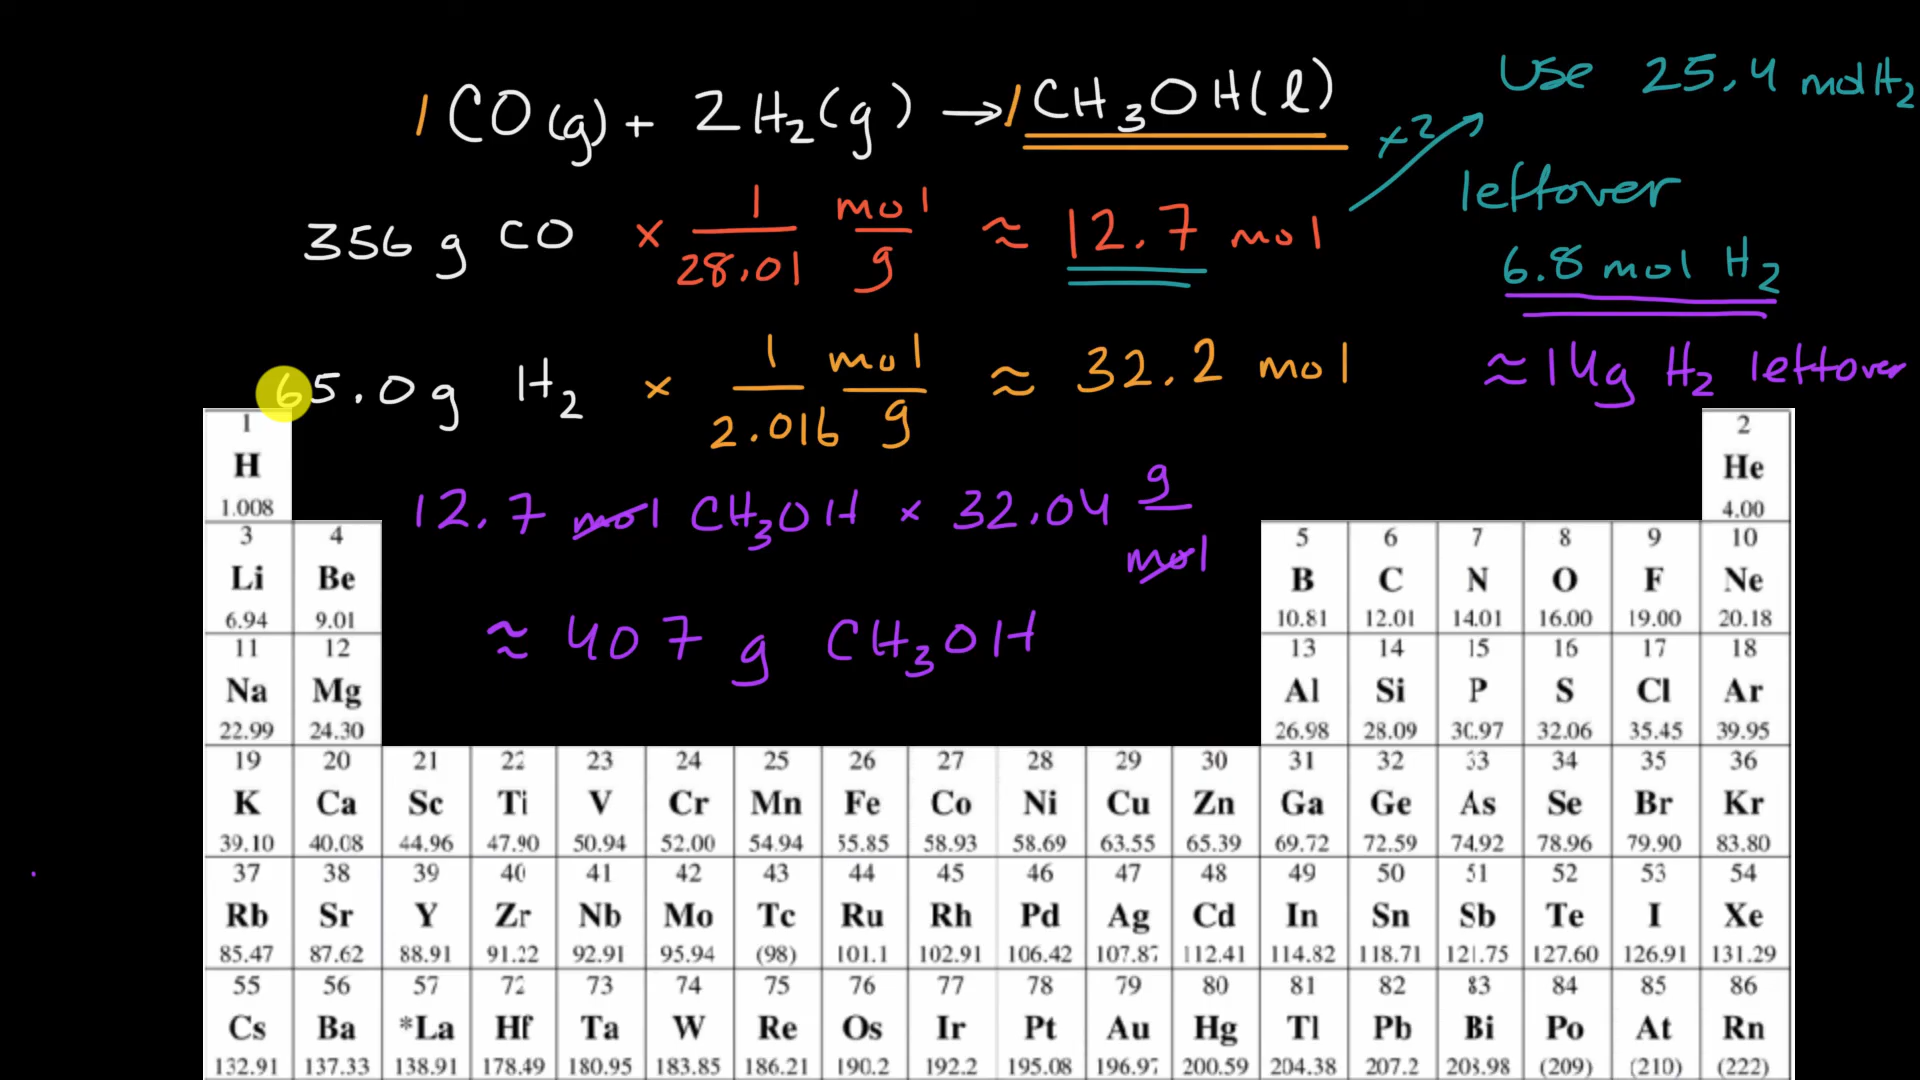 1CO(g) + 2H₂(g) → 1CH₃OH(l)
x2
Use 25.4 mol H₂
leftover
6.8 mol H₂
≈ 14g H₂ leftover
356 g CO × 1/28.01 mol/g ≈ 12.7 mol
65.0g H₂ × 1/2.016 mol/g ≈ 32.2 mol
12.7 mol CH₃OH × 32.04 g/mol
≈ 407 g CH₃OH
1 2
H He
1.008 4.00
3 4 5 6 7 8 9 10
Li Be B C N O F Ne
6.94 9.01 10.81 12.01 14.01 16.00 19.00 20.18
11 12 13 14 15 16 17 18
Na Mg Al Si P S Cl Ar
22.99 24.30 26.98 28.09 30.97 32.06 35.45 39.95
19 20 21 22 23 24 25 26 27 28 29 30 31 32 33 34 35 36
K Ca Sc Ti V Cr Mn Fe Co Ni Cu Zn Ga Ge As Se Br Kr
39.10 40.08 44.96 47.90 50.94 52.00 54.94 55.85 58.93 58.69 63.55 65.39 69.72 72.59 74.92 78.96 79.90 83.80
37 38 39 40 41 42 43 44 45 46 47 48 49 50 51 52 53 54
Rb Sr Y Zr Nb Mo Tc Ru Rh Pd Ag Cd In Sn Sb Te I Xe
85.47 87.62 88.91 91.22 92.91 95.94 (98) 101.1 102.91 106.42 107.87 112.41 114.82 118.71 121.75 127.60 126.91 131.29
55 56 57 72 73 74 75 76 77 78 79 80 81 82 83 84 85 86
Cs Ba *La Hf Ta W Re Os Ir Pt Au Hg Tl Pb Bi Po At Rn
132.91 137.33 138.91 178.49 180.95 183.85 186.21 190.2 192.2 195.08 196.97 200.59 204.38 207.2 208.98 (209) (210) (222)